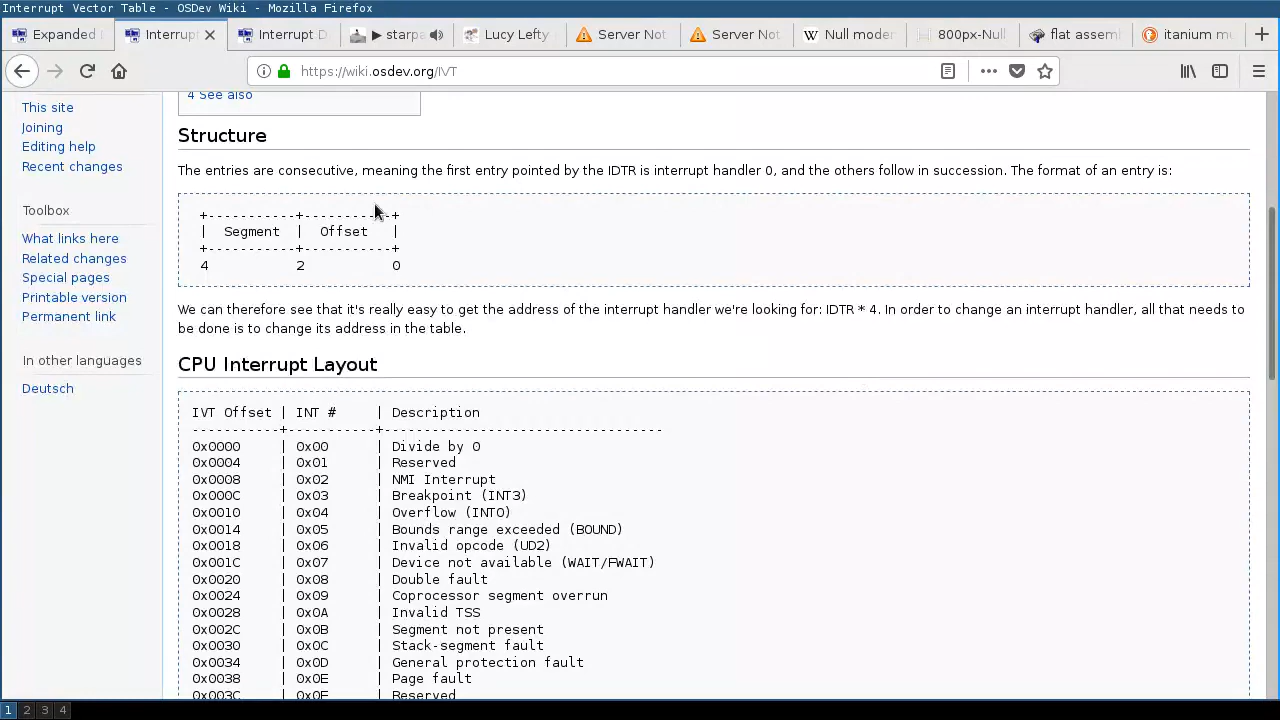 Interrupt Vector Table - OSDev Wiki - Mozilla Firefox
Expanded
Interrup
Interrupt D
▶ starpa
Lucy Lefty
Server Not
Server Not
Null mode
800px-Null
flat assem
itanium mu
https://wiki.osdev.org/IVT
This site
Joining
Editing help
Recent changes
Toolbox
What links here
Related changes
Special pages
Printable version
Permanent link
In other languages
Deutsch
4 See also
Structure
The entries are consecutive, meaning the first entry pointed by the IDTR is interrupt handler 0, and the others follow in succession. The format of an entry is:
+-----------+-----------+
|  Segment  |  Offset   |
+-----------+-----------+
4           2           0
We can therefore see that it's really easy to get the address of the interrupt handler we're looking for: IDTR * 4. In order to change an interrupt handler, all that needs to
be done is to change its address in the table.
CPU Interrupt Layout
IVT Offset | INT #     | Description
-----------+-----------+-----------------------------------
0x0000     | 0x00      | Divide by 0
0x0004     | 0x01      | Reserved
0x0008     | 0x02      | NMI Interrupt
0x000C     | 0x03      | Breakpoint (INT3)
0x0010     | 0x04      | Overflow (INTO)
0x0014     | 0x05      | Bounds range exceeded (BOUND)
0x0018     | 0x06      | Invalid opcode (UD2)
0x001C     | 0x07      | Device not available (WAIT/FWAIT)
0x0020     | 0x08      | Double fault
0x0024     | 0x09      | Coprocessor segment overrun
0x0028     | 0x0A      | Invalid TSS
0x002C     | 0x0B      | Segment not present
0x0030     | 0x0C      | Stack-segment fault
0x0034     | 0x0D      | General protection fault
0x0038     | 0x0E      | Page fault
0x003C     | 0x0F      | Reserved
1 2 3 4